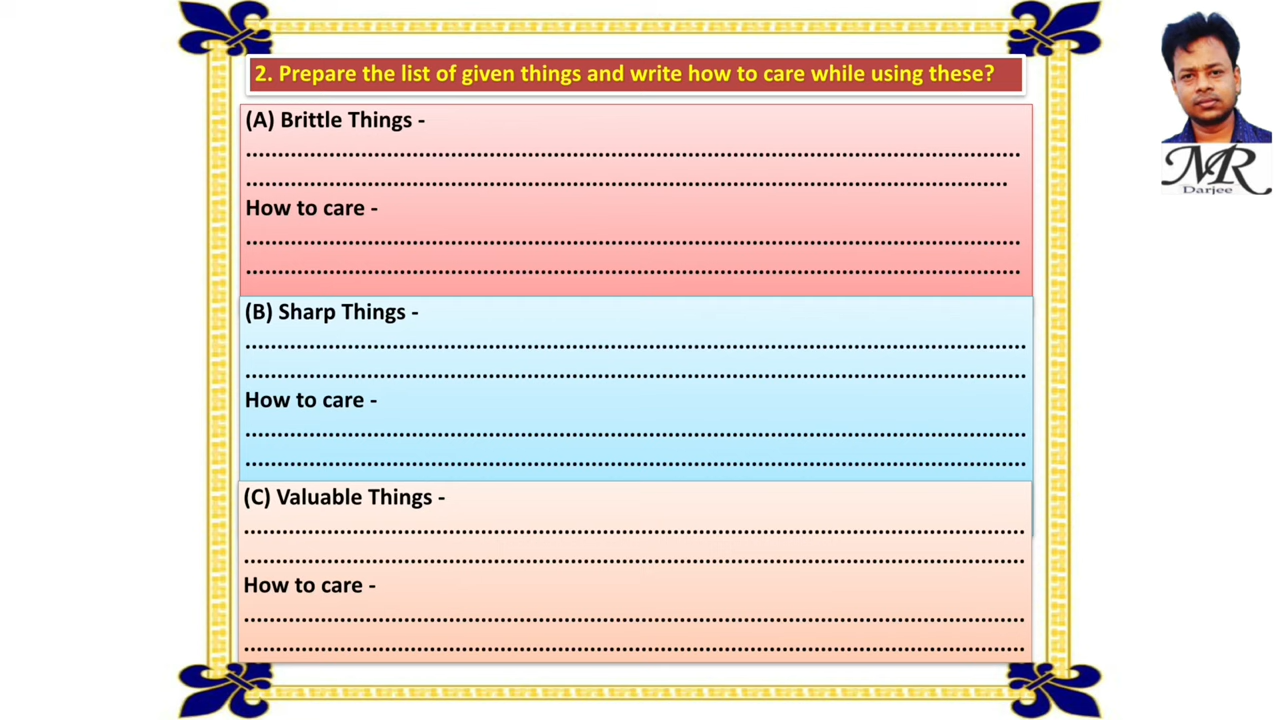 2. Prepare the list of given things and write how to care while using these?
(A) Brittle Things -
........................................................................................................................
......................................................................................................................
How to care -
........................................................................................................................
........................................................................................................................
(B) Sharp Things -
.........................................................................................................................
.........................................................................................................................
How to care -
.........................................................................................................................
.........................................................................................................................
(C) Valuable Things -
.........................................................................................................................
.........................................................................................................................
How to care -
.........................................................................................................................
.........................................................................................................................
MR
Darjee